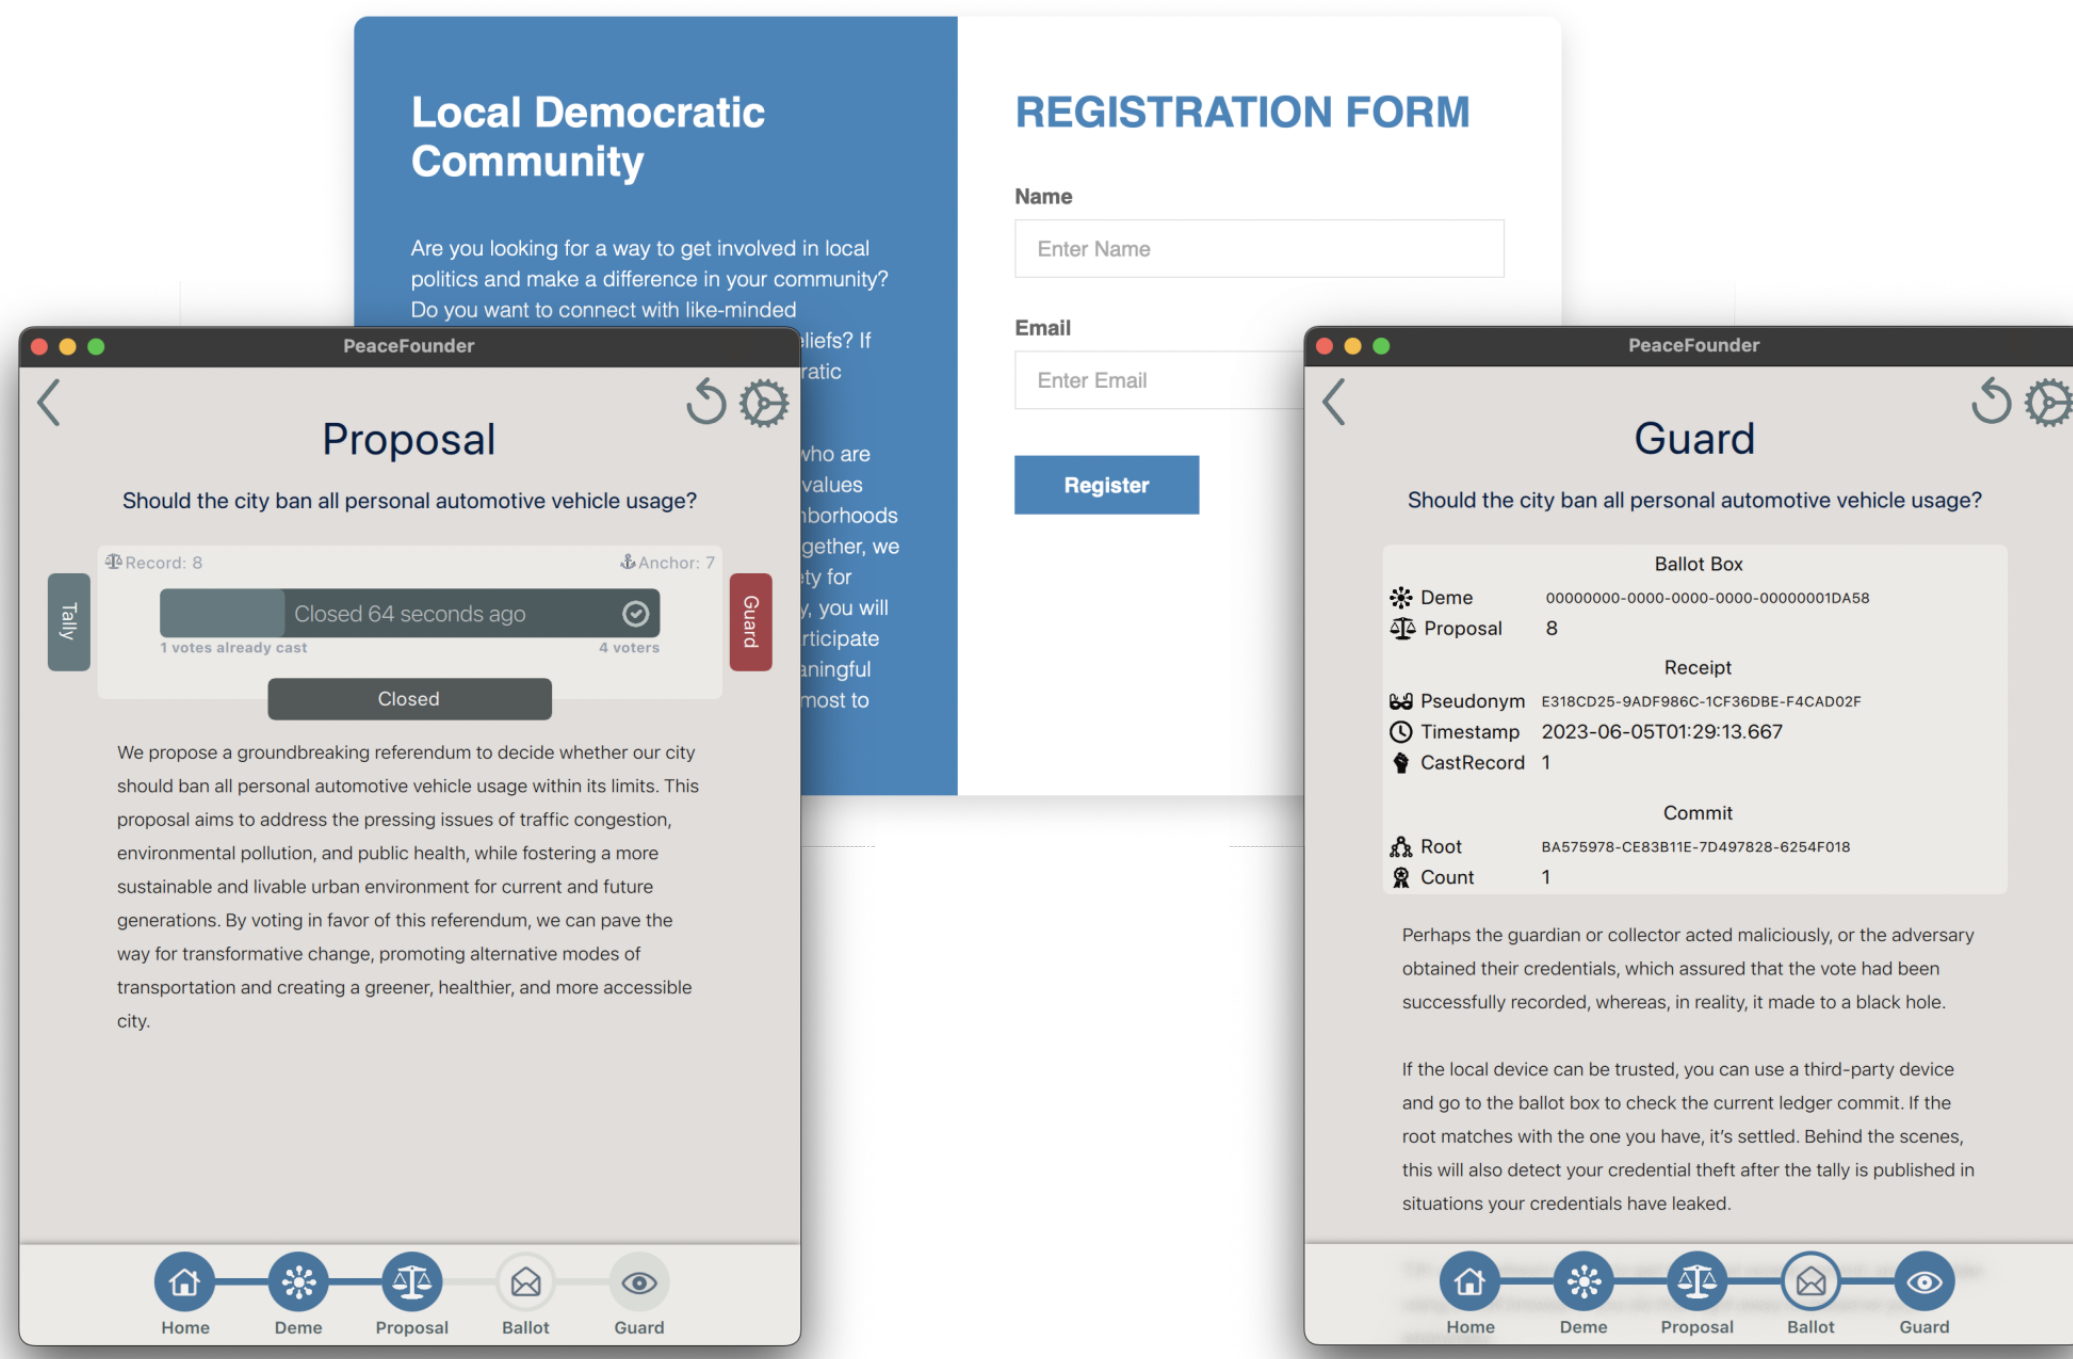 Local Democratic
Community
Are you looking for a way to get involved in local
politics and make a difference in your community?
Do you want to connect with like-minded
eliefs? If
ratic
who are
values
hborhoods
gether, we
ety for
y, you will
rticipate
aningful
most to
REGISTRATION FORM
Name
Enter Name
Email
Enter Email
Register
PeaceFounder
Proposal
Should the city ban all personal automotive vehicle usage?
Record: 8
Anchor: 7
Tally
Closed 64 seconds ago
Guard
1 votes already cast
4 voters
Closed
We propose a groundbreaking referendum to decide whether our city
should ban all personal automotive vehicle usage within its limits. This
proposal aims to address the pressing issues of traffic congestion,
environmental pollution, and public health, while fostering a more
sustainable and livable urban environment for current and future
generations. By voting in favor of this referendum, we can pave the
way for transformative change, promoting alternative modes of
transportation and creating a greener, healthier, and more accessible
city.
Home
Deme
Proposal
Ballot
Guard
PeaceFounder
Guard
Should the city ban all personal automotive vehicle usage?
Ballot Box
Deme 00000000-0000-0000-0000-00000001DA58
Proposal 8
Receipt
Pseudonym E318CD25-9ADF986C-1CF36DBE-F4CAD02F
Timestamp 2023-06-05T01:29:13.667
CastRecord 1
Commit
Root BA575978-CE83B11E-7D497828-6254F018
Count 1
Perhaps the guardian or collector acted maliciously, or the adversary
obtained their credentials, which assured that the vote had been
successfully recorded, whereas, in reality, it made to a black hole.
If the local device can be trusted, you can use a third-party device
and go to the ballot box to check the current ledger commit. If the
root matches with the one you have, it's settled. Behind the scenes,
this will also detect your credential theft after the tally is published in
situations your credentials have leaked.
Home
Deme
Proposal
Ballot
Guard